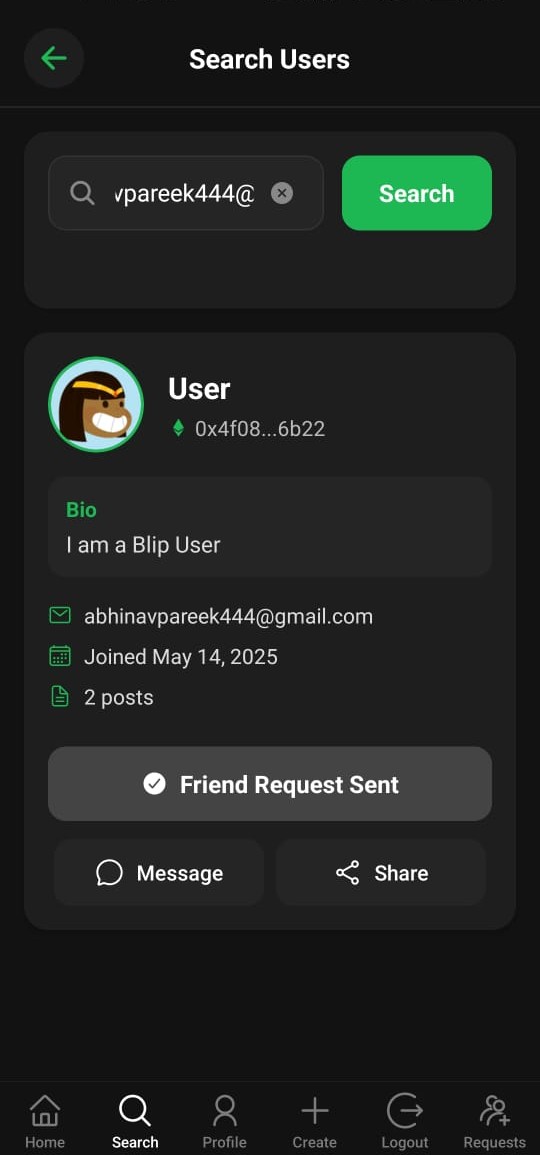 Search Users
vpareek444@
Search
User
0x4f08...6b22
Bio
I am a Blip User
abhinavpareek444@gmail.com
Joined May 14, 2025
2 posts
Friend Request Sent
Message Share
Home Search Profile Create Logout Requests